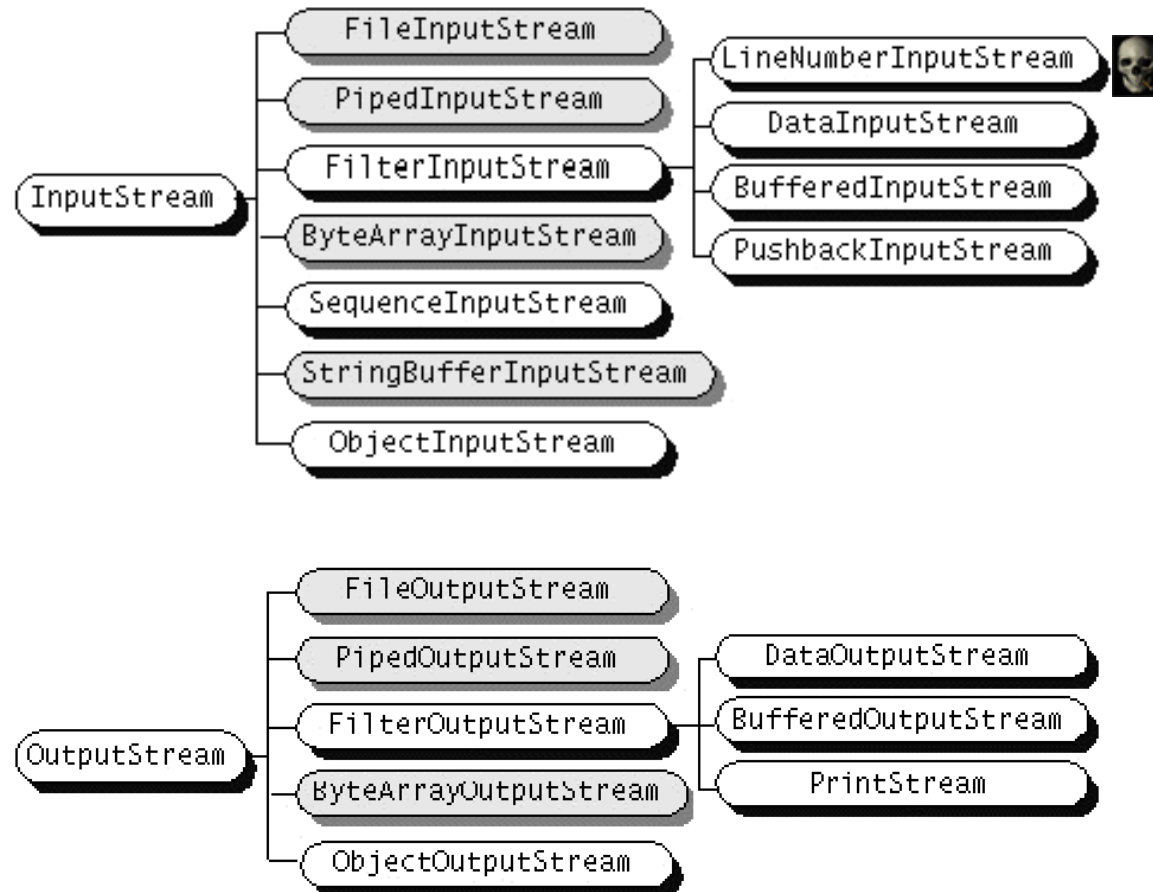 FileInputStream
LineNumberInputStream
PipedInputStream
DataInputStream
FilterInputStream
BufferedInputStream
InputStream
ByteArrayInputStream
PushbackInputStream
SequenceInputStream
StringBufferInputStream
ObjectInputStream
FileOutputStream
PipedOutputStream
DataOutputStream
FilterOutputStream
BufferedOutputStream
OutputStream
ByteArrayOutputStream
PrintStream
ObjectOutputStream